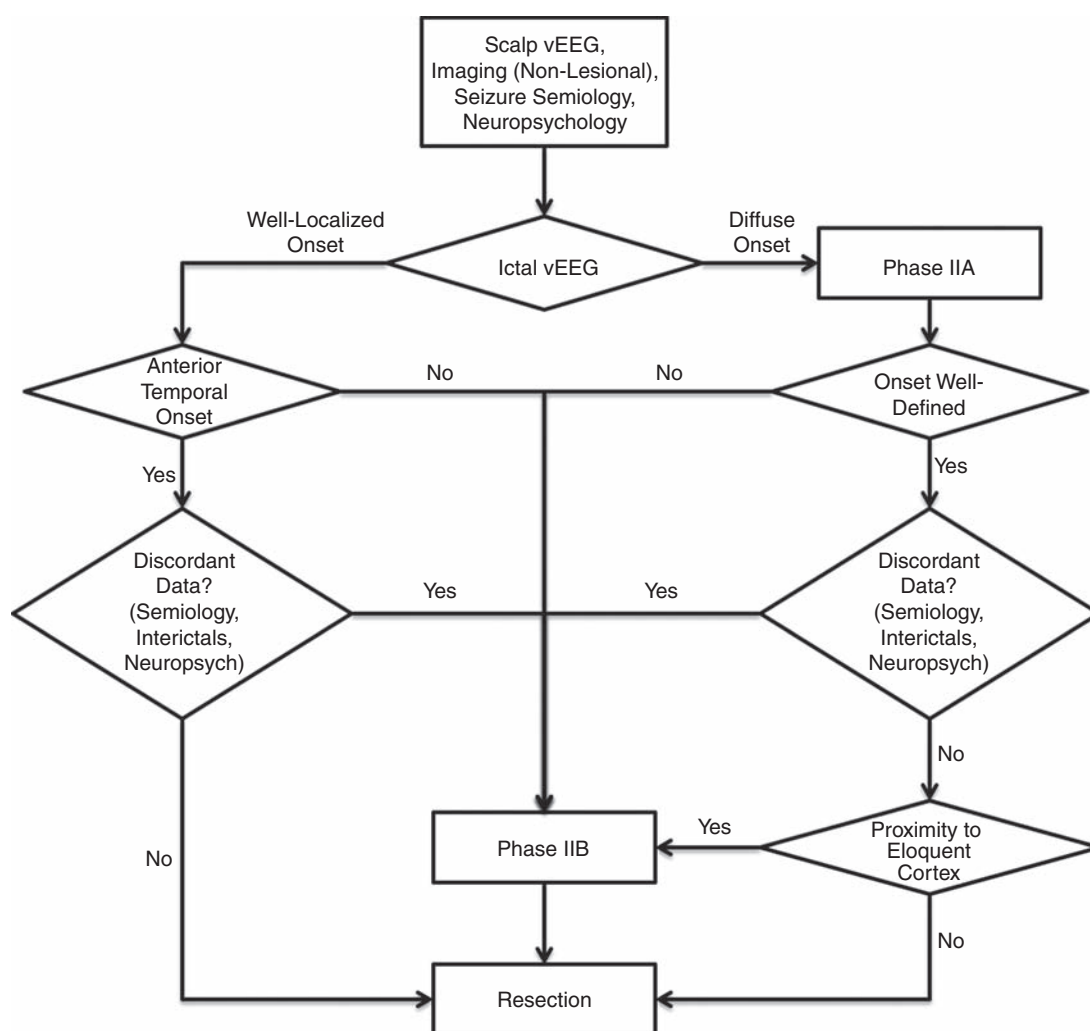 Scalp vEEG,
Imaging (Non-Lesional),
Seizure Semiology,
Neuropsychology
Well-Localized
Onset
Diffuse
Onset
Ictal vEEG
Phase IIA
Anterior
Temporal
Onset
No
No
Onset Well-
Defined
Yes
Yes
Discordant
Data?
(Semiology,
Interictals,
Neuropsych)
Yes
Yes
Discordant
Data?
(Semiology,
Interictals,
Neuropsych)
No
No
Phase IIB
Yes
Proximity to
Eloquent
Cortex
No
Resection